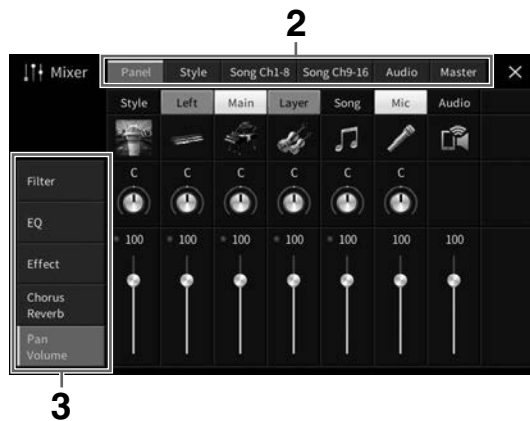 2
Mixer
Panel Style Song Ch1-8 Song Ch9-16 Audio Master
Style Left Main Layer Song Mic Audio
C C C C C C
100 100 100 100 100 100 100
Filter
EQ
Effect
Chorus
Reverb
Pan
Volume
3